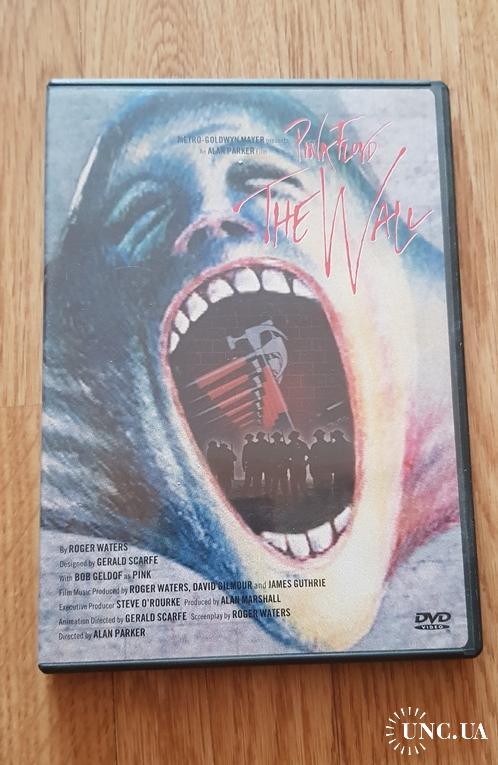 METRO-GOLDWYN-MAYER presents
An ALAN PARKER Film
PINK FLOYD
THE WALL
By ROGER WATERS
Designed by GERALD SCARFE
With BOB GELDOF as PINK
Film Music Produced by ROGER WATERS, DAVID GILMOUR and JAMES GUTHRIE
Executive Producer STEVE O'ROURKE Produced by ALAN MARSHALL
Animation Directed by GERALD SCARFE Screenplay by ROGER WATERS
Directed by ALAN PARKER
DVD
VIDEO
UNC.UA